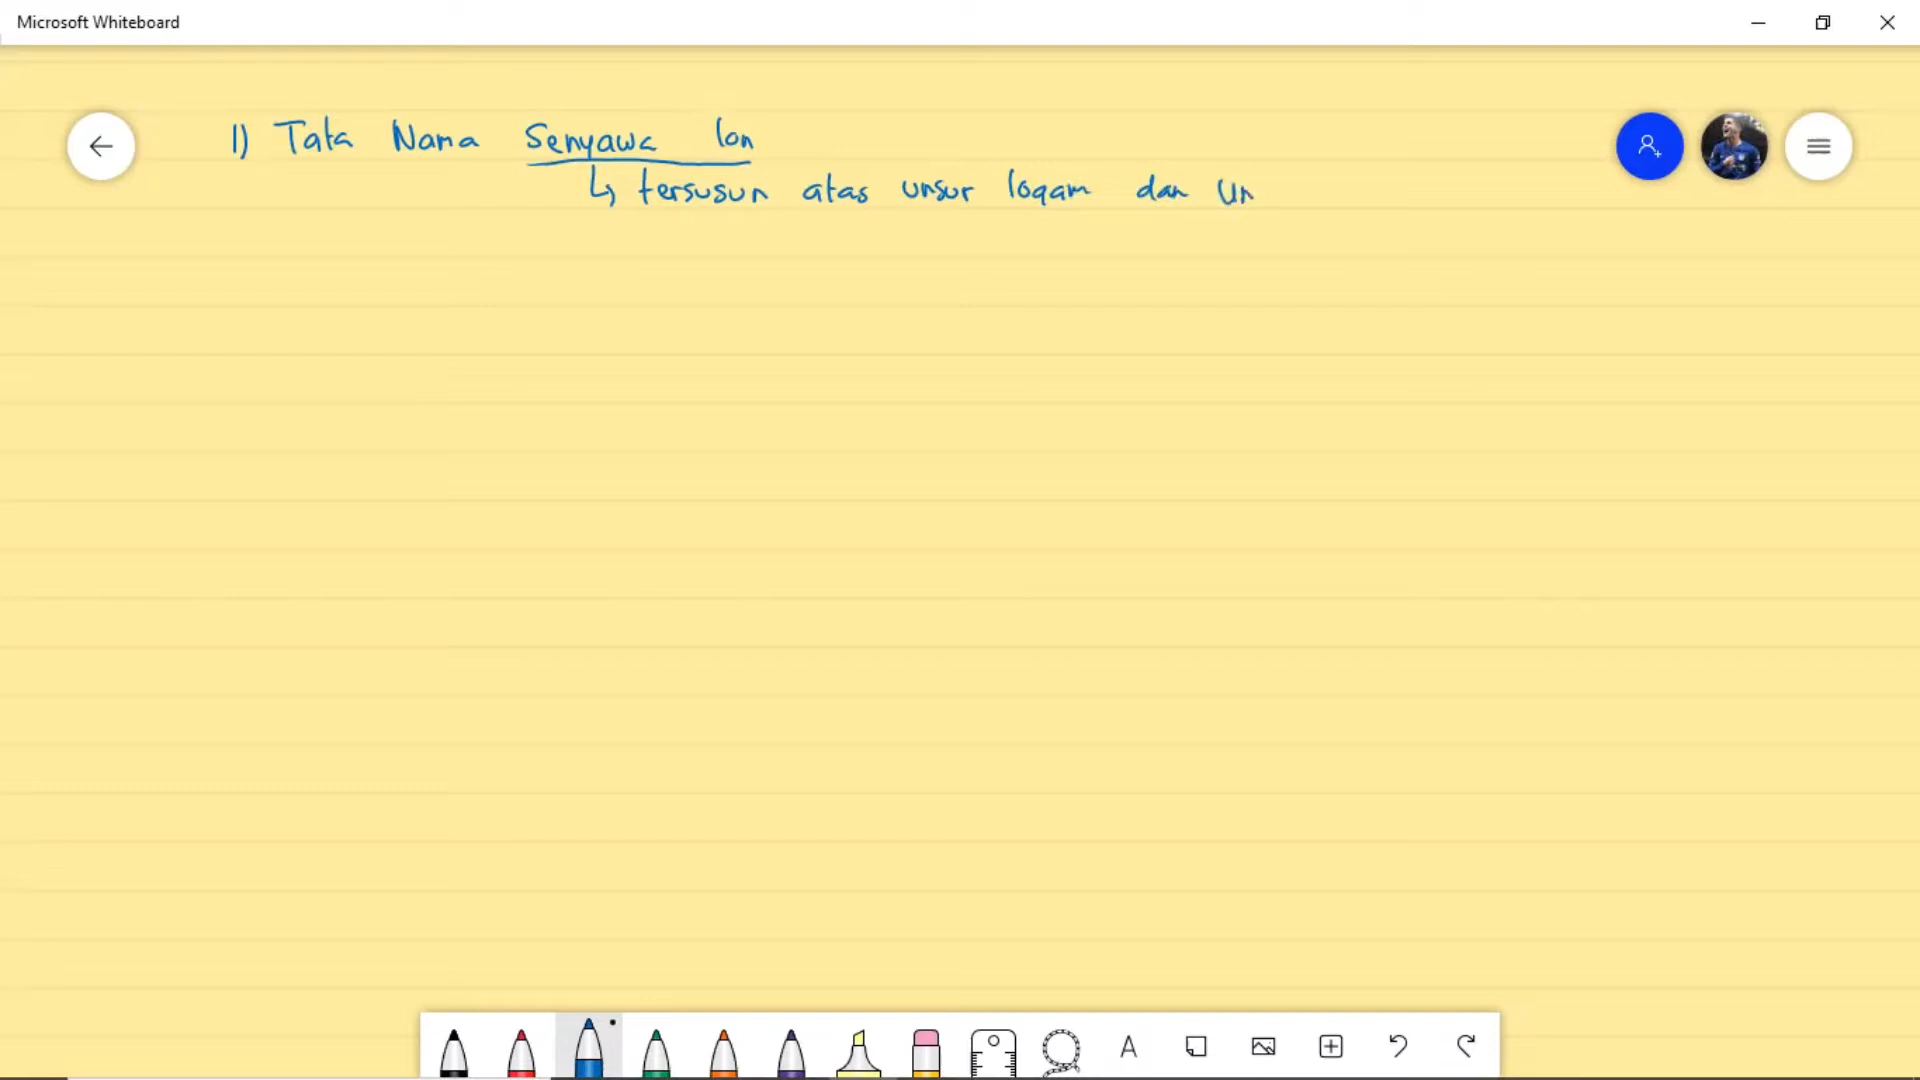 Microsoft Whiteboard
1) Tata Nama Senyawa Ion
↳ tersusun atas unsur logam dan un